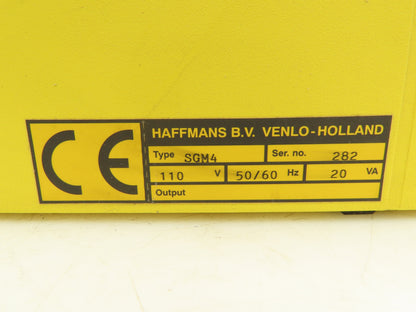 CE
HAFFMANS B.V. VENLO-HOLLAND
Type SGM4 Ser. no. 282
110 V 50/60 Hz 20 VA
Output